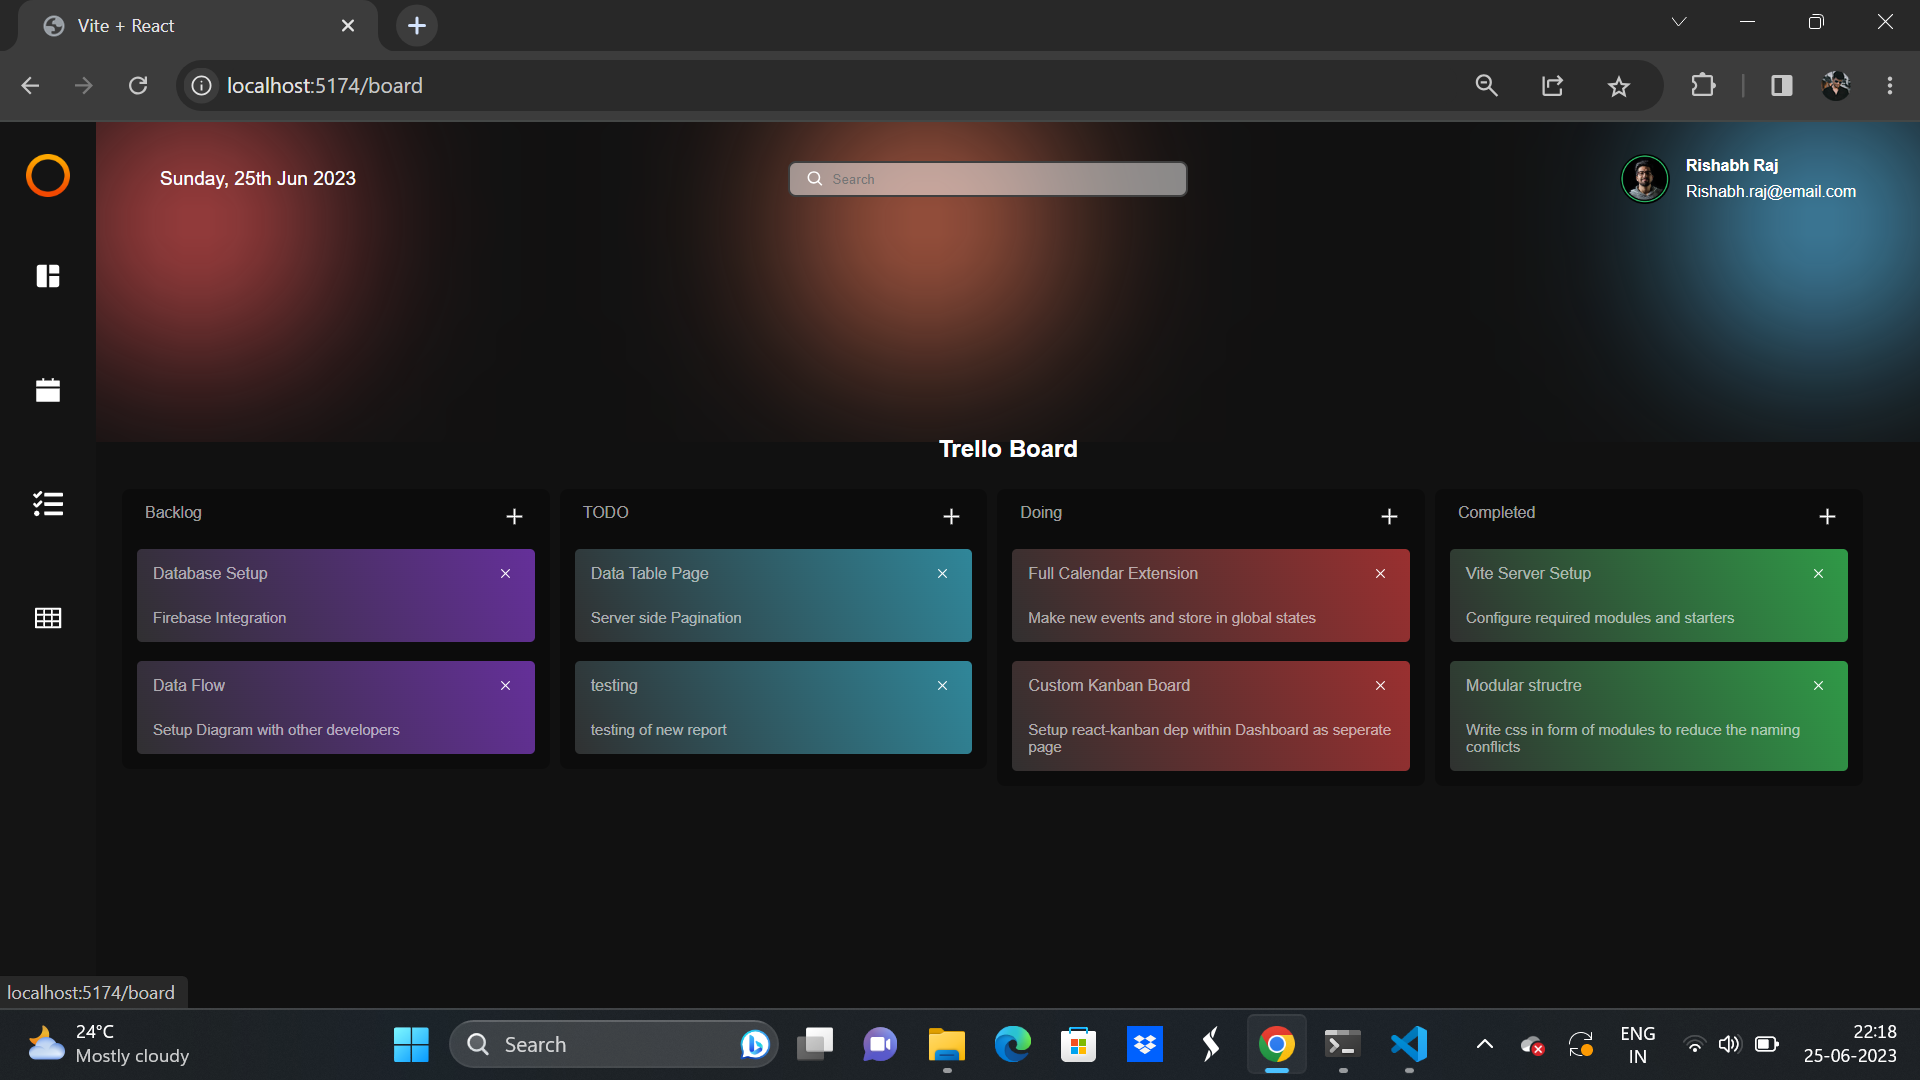 Vite + React
localhost:5174/board
Sunday, 25th Jun 2023
Search
Rishabh Raj
Rishabh.raj@email.com
Trello Board
Backlog
Database Setup
Firebase Integration
Data Flow
Setup Diagram with other developers
TODO
Data Table Page
Server side Pagination
testing
testing of new report
Doing
Full Calendar Extension
Make new events and store in global states
Custom Kanban Board
Setup react-kanban dep within Dashboard as seperate
page
Completed
Vite Server Setup
Configure required modules and starters
Modular structre
Write css in form of modules to reduce the naming
conflicts
localhost:5174/board
24°C
Mostly cloudy
Search
ENG
IN
22:18
25-06-2023